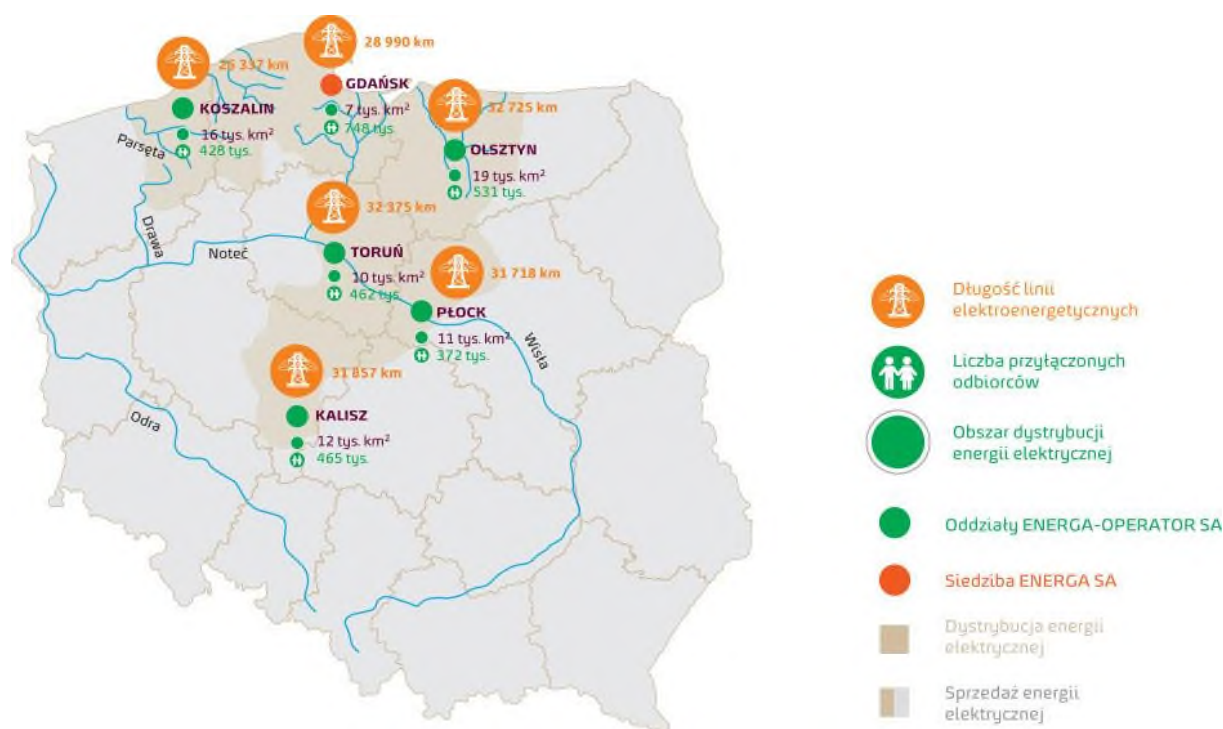 28 990 km
25 337 km
GDAŃSK
7 tys. km²
748 tys.
KOSZALIN
16 tys. km²
428 tys.
Parsęta
32 725 km
OLSZTYN
19 tys. km²
531 tys.
Drawa
Noteć
32 375 km
TORUŃ
10 tys. km²
462 tys.
31 718 km
PŁOCK
11 tys. km²
372 tys.
Wisła
31 857 km
KALISZ
12 tys. km²
465 tys.
Odra
Długość linii
elektroenergetycznych
Liczba przyłączonych
odbiorców
Obszar dystrybucji
energii elektrycznej
Oddziały ENERGA-OPERATOR SA
Siedziba ENERGA SA
Dystrybucja energii
elektrycznej
Sprzedaż energii
elektrycznej